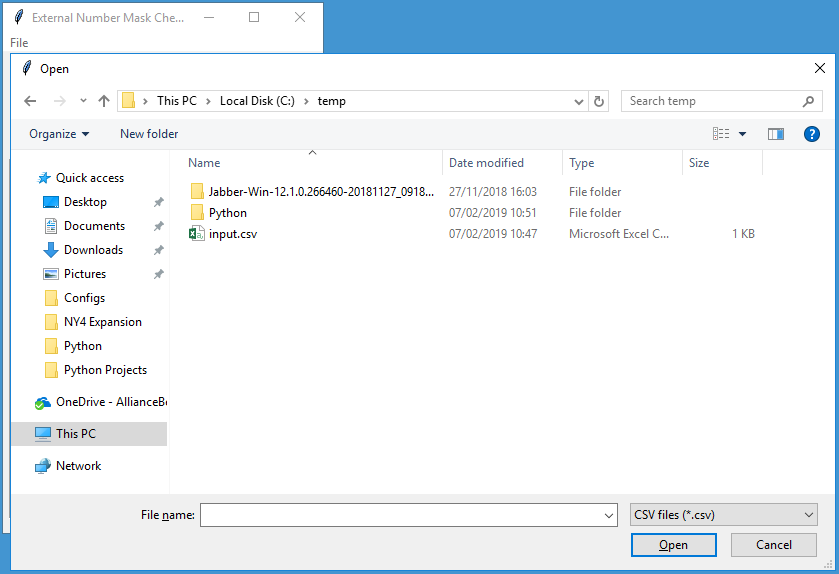 External Number Mask Che...
File
Open
This PC > Local Disk (C:) > temp
Search temp
Organize
New folder
Name Date modified Type Size
Quick access
Desktop
Documents
Downloads
Pictures
Configs
NY4 Expansion
Python
Python Projects
OneDrive - AllianceBe
This PC
Network
Jabber-Win-12.1.0.266460-20181127_0918... 27/11/2018 16:03 File folder
Python 07/02/2019 10:51 File folder
input.csv 07/02/2019 10:47 Microsoft Excel C... 1 KB
File name:
CSV files (*.csv)
Open
Cancel